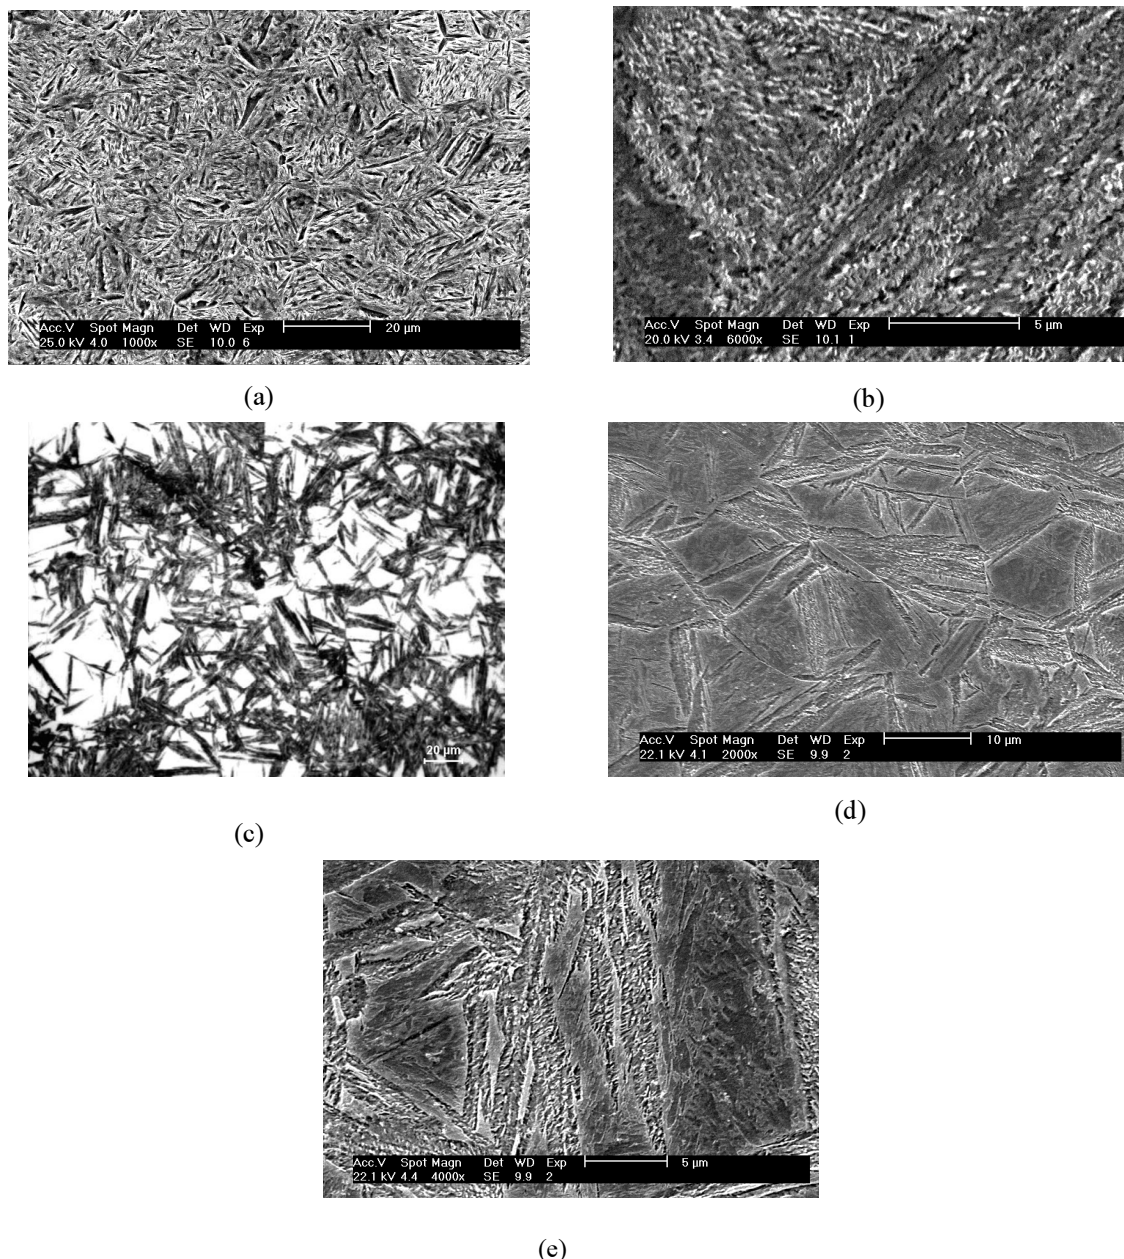 Acc.V Spot Magn Det WD Exp 20 µm
25.0 kV 4.0 1000x SE 10.0 6
Acc.V Spot Magn Det WD Exp 5 µm
20.0 kV 3.4 6000x SE 10.1 1
(a)
(b)
20 µm
Acc.V Spot Magn Det WD Exp 10 µm
22.1 kV 4.1 2000x SE 9.9 2
(c)
(d)
Acc.V Spot Magn Det WD Exp 5 µm
22.1 kV 4.4 4000x SE 9.9 2
(e)